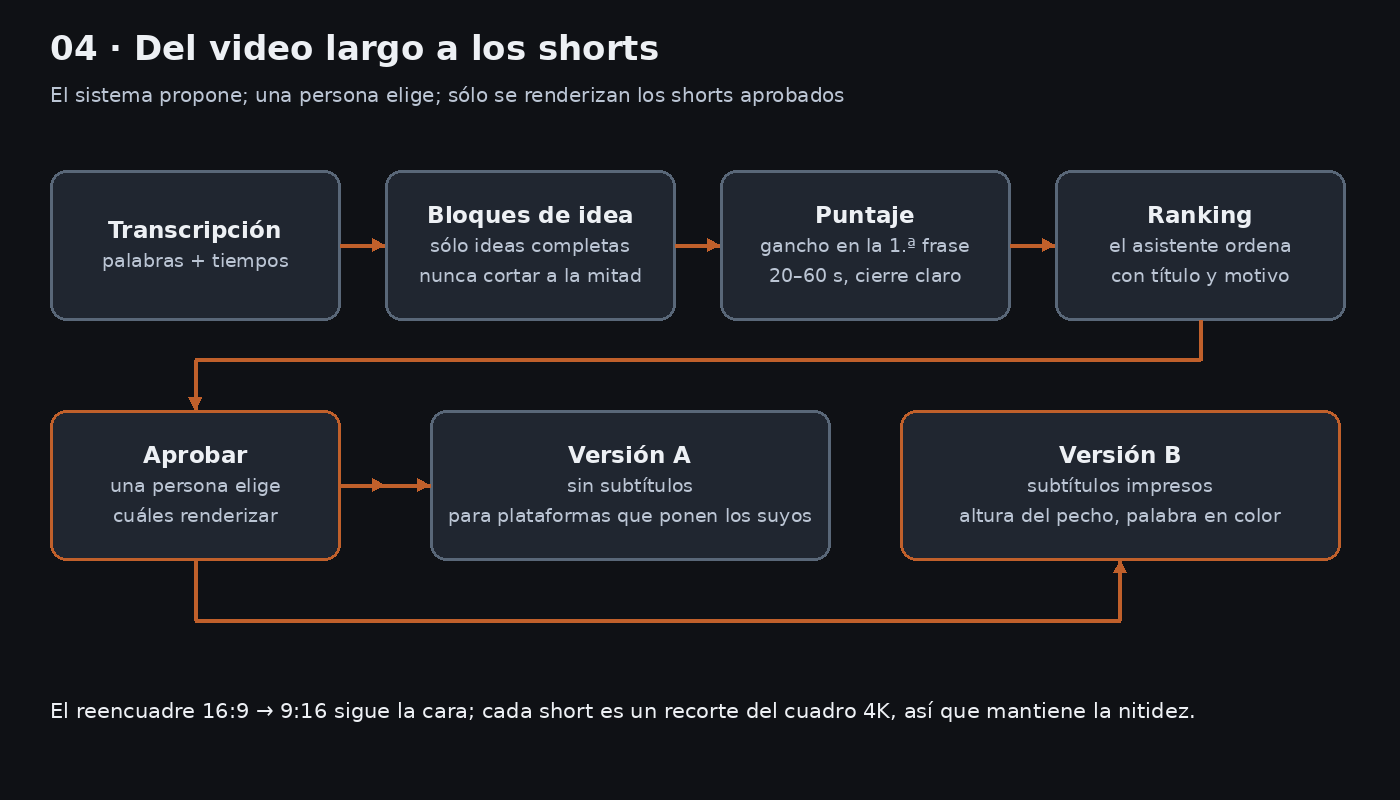 04 · Del video largo a los shorts
El sistema propone; una persona elige; sólo se renderizan los shorts aprobados
Transcripción
palabras + tiempos
Bloques de idea
sólo ideas completas
nunca cortar a la mitad
Puntaje
gancho en la 1.ª frase
20–60 s, cierre claro
Ranking
el asistente ordena
con título y motivo
Aprobar
una persona elige
cuáles renderizar
Versión A
sin subtítulos
para plataformas que ponen los suyos
Versión B
subtítulos impresos
altura del pecho, palabra en color
El reencuadre 16:9 → 9:16 sigue la cara; cada short es un recorte del cuadro 4K, así que mantiene la nitidez.